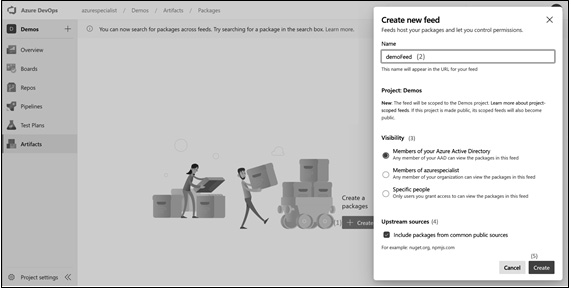 Azure DevOps azurespecialist / Demos / Artifacts / Packages
D Demos +
Overview
Boards
Repos
Pipelines
Test Plans
Artifacts
Project settings
You can now search for packages across feeds. Try searching for a package in the search box. Learn more.
Create a
packages
(1) + Create
Create new feed
Feeds host your packages and let you control permissions.
Name
demoFeed (2)
This name will appear in the URL for your feed
Project: Demos
New: The feed will be scoped to the Demos project. Learn more about project-
scoped feeds. If this project is made public, its scoped feeds will also become
public.
Visibility (3)
Members of your Azure Active Directory
Any member of your AAD can view the packages in this feed
Members of azurespecialist
Any member of your organization can view the packages in this feed
Specific people
Only users you grant access to can view the packages in this feed
Upstream sources (4)
Include packages from common public sources
For example: nuget.org, npmjs.com
(5)
Cancel Create